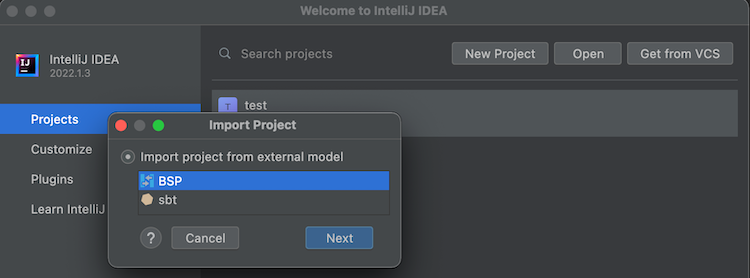 Welcome to IntelliJ IDEA
IJ
IntelliJ IDEA
2022.1.3
Search projects
New Project
Open
Get from VCS
Projects
Customize
Plugins
Learn IntelliJ
T
test
Import Project
Import project from external model
BSP
sbt
?
Cancel
Next